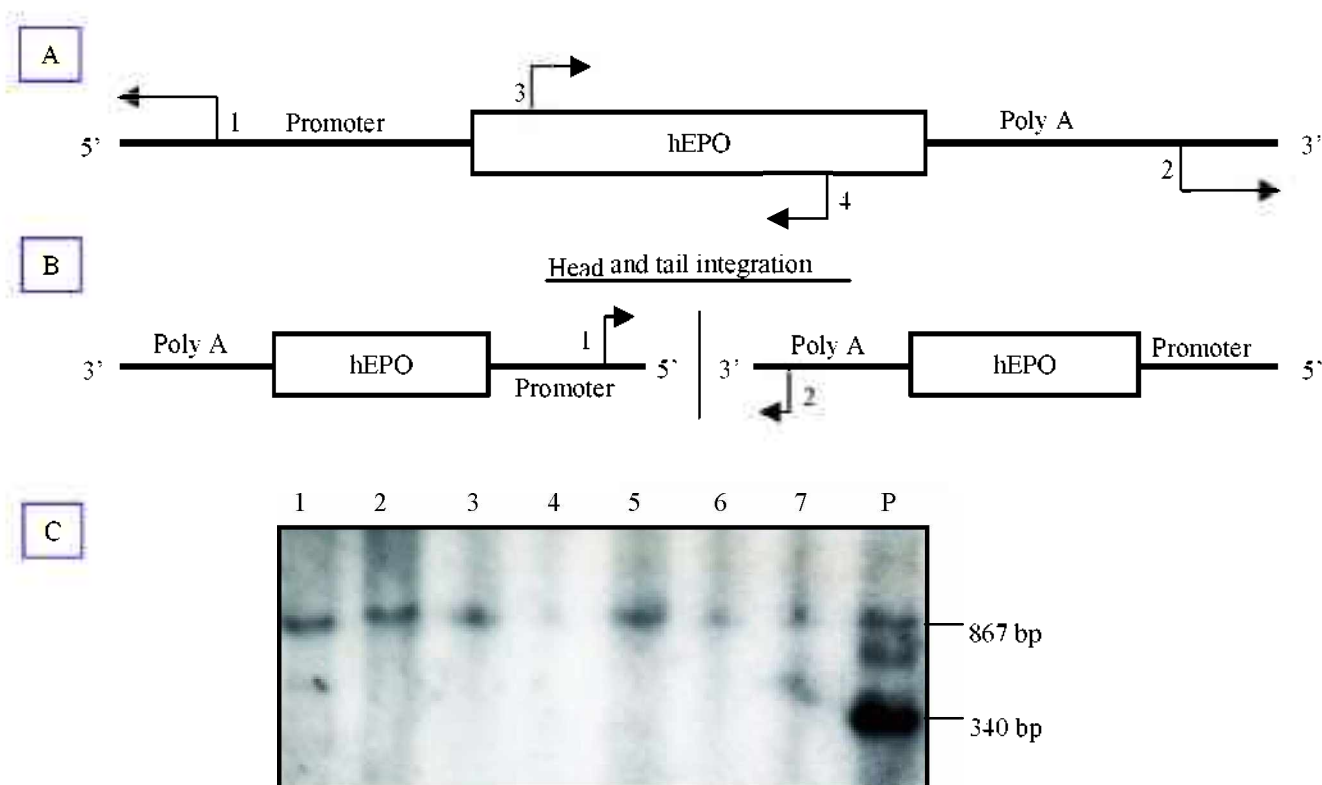 A
3
1 Promoter
Poly A
5’ hEPO 3’
2
4
B
Head and tail integration
1
3’ Poly A hEPO Promoter 5’ 3’ Poly A hEPO Promoter 5’
2
C
1 2 3 4 5 6 7 P
867 bp
340 bp